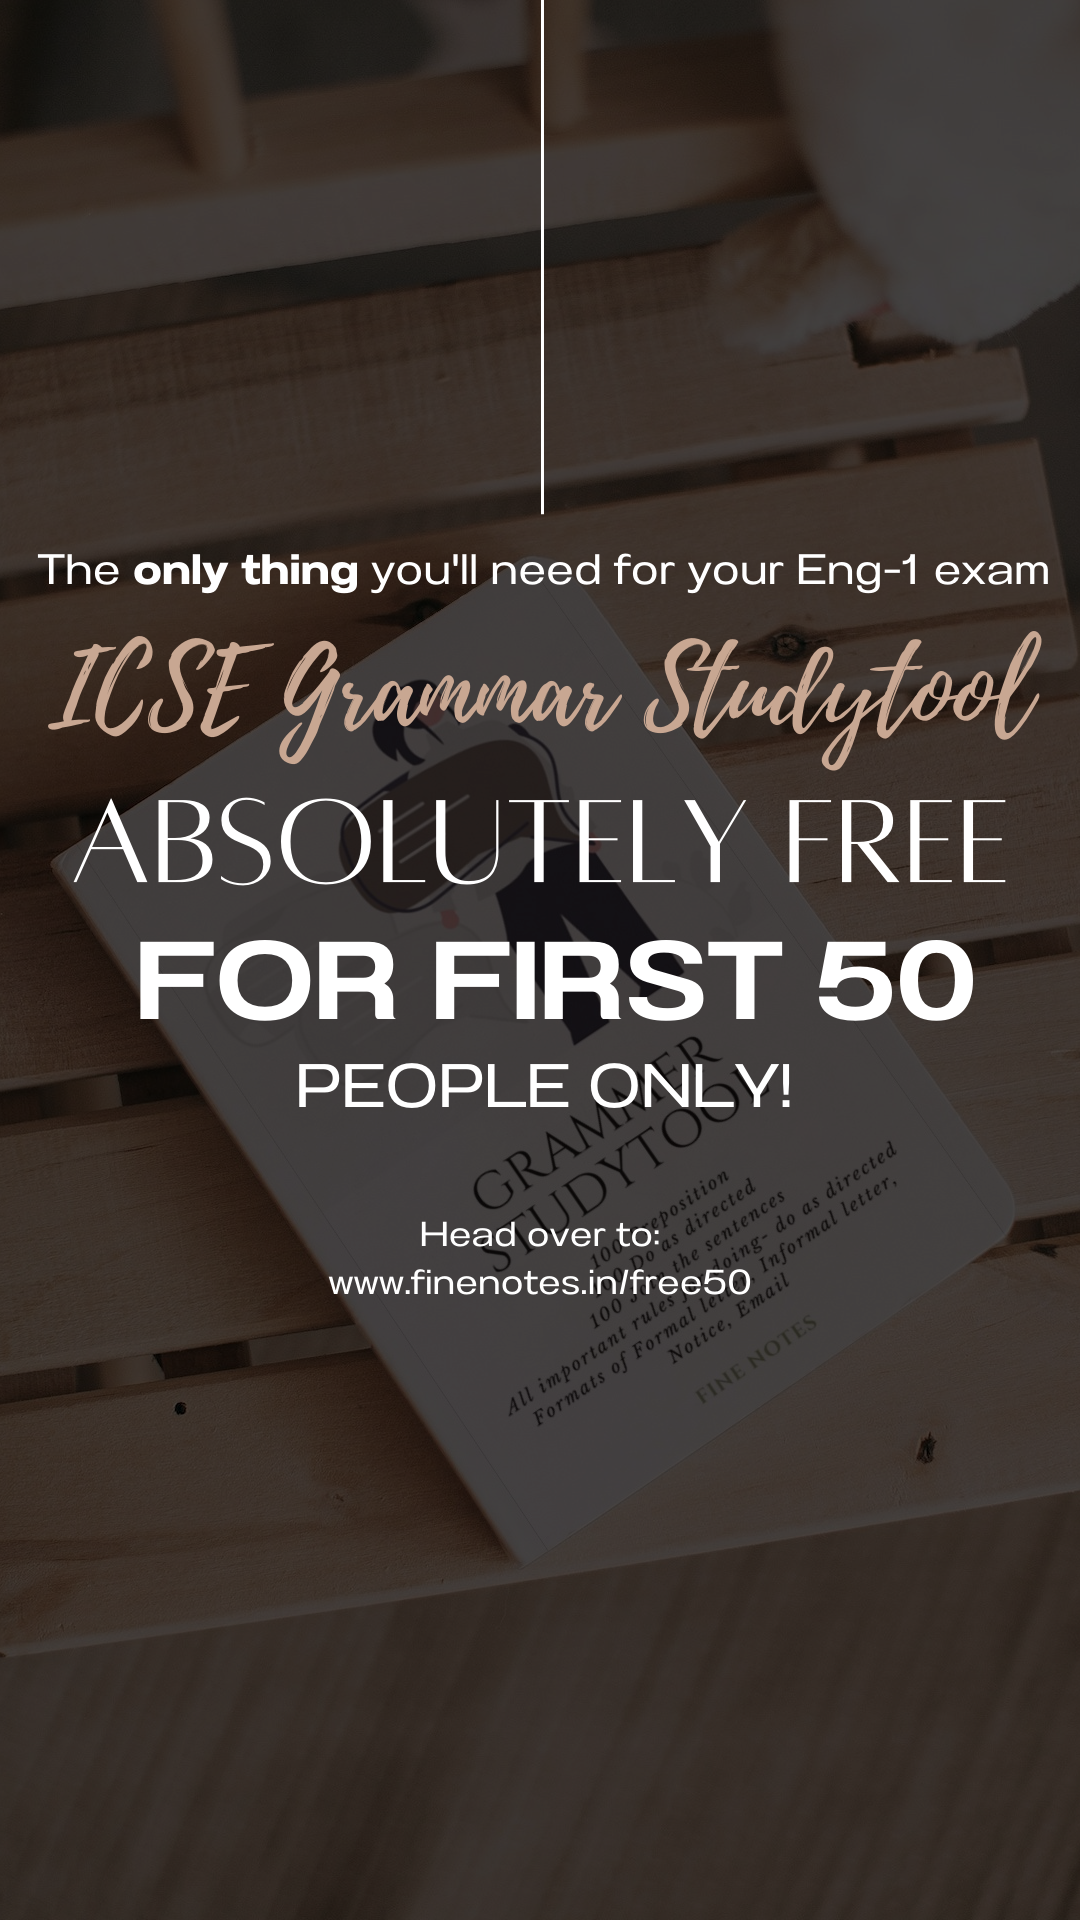 The only thing you'll need for your Eng-1 exam
ICSE Grammar Studytool
ABSOLUTELY FREE
FOR FIRST 50
PEOPLE ONLY!
GRAMMER
STUDYTOOL
Head over to:
www.finenotes.in/free50
100 Preposition
100 Do as directed
100 Join the sentences
All important rules for doing- do as directed
Formats of Formal letter, Informal letter,
Notice, Email
FINE NOTES